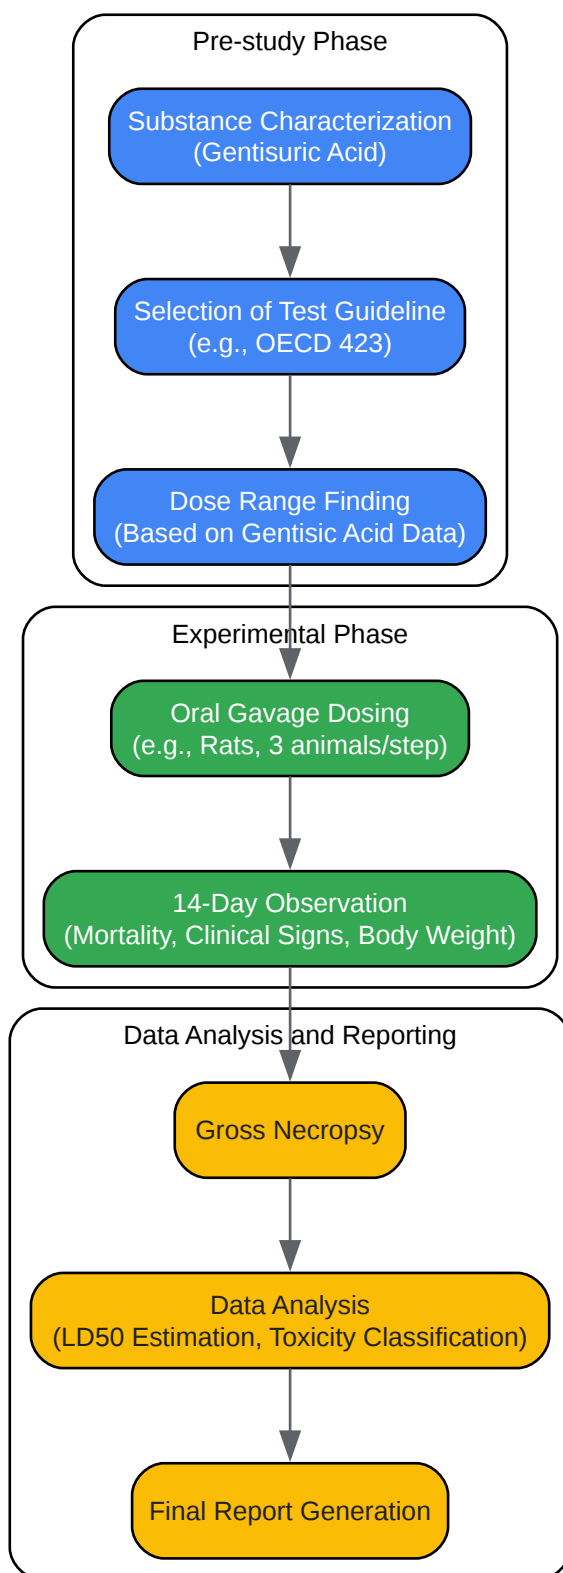 Pre-study Phase
Substance Characterization
(Gentisuric Acid)
Selection of Test Guideline
(e.g., OECD 423)
Dose Range Finding
(Based on Gentisic Acid Data)
Experimental Phase
Oral Gavage Dosing
(e.g., Rats, 3 animals/step)
14-Day Observation
(Mortality, Clinical Signs, Body Weight)
Data Analysis and Reporting
Gross Necropsy
Data Analysis
(LD50 Estimation, Toxicity Classification)
Final Report Generation